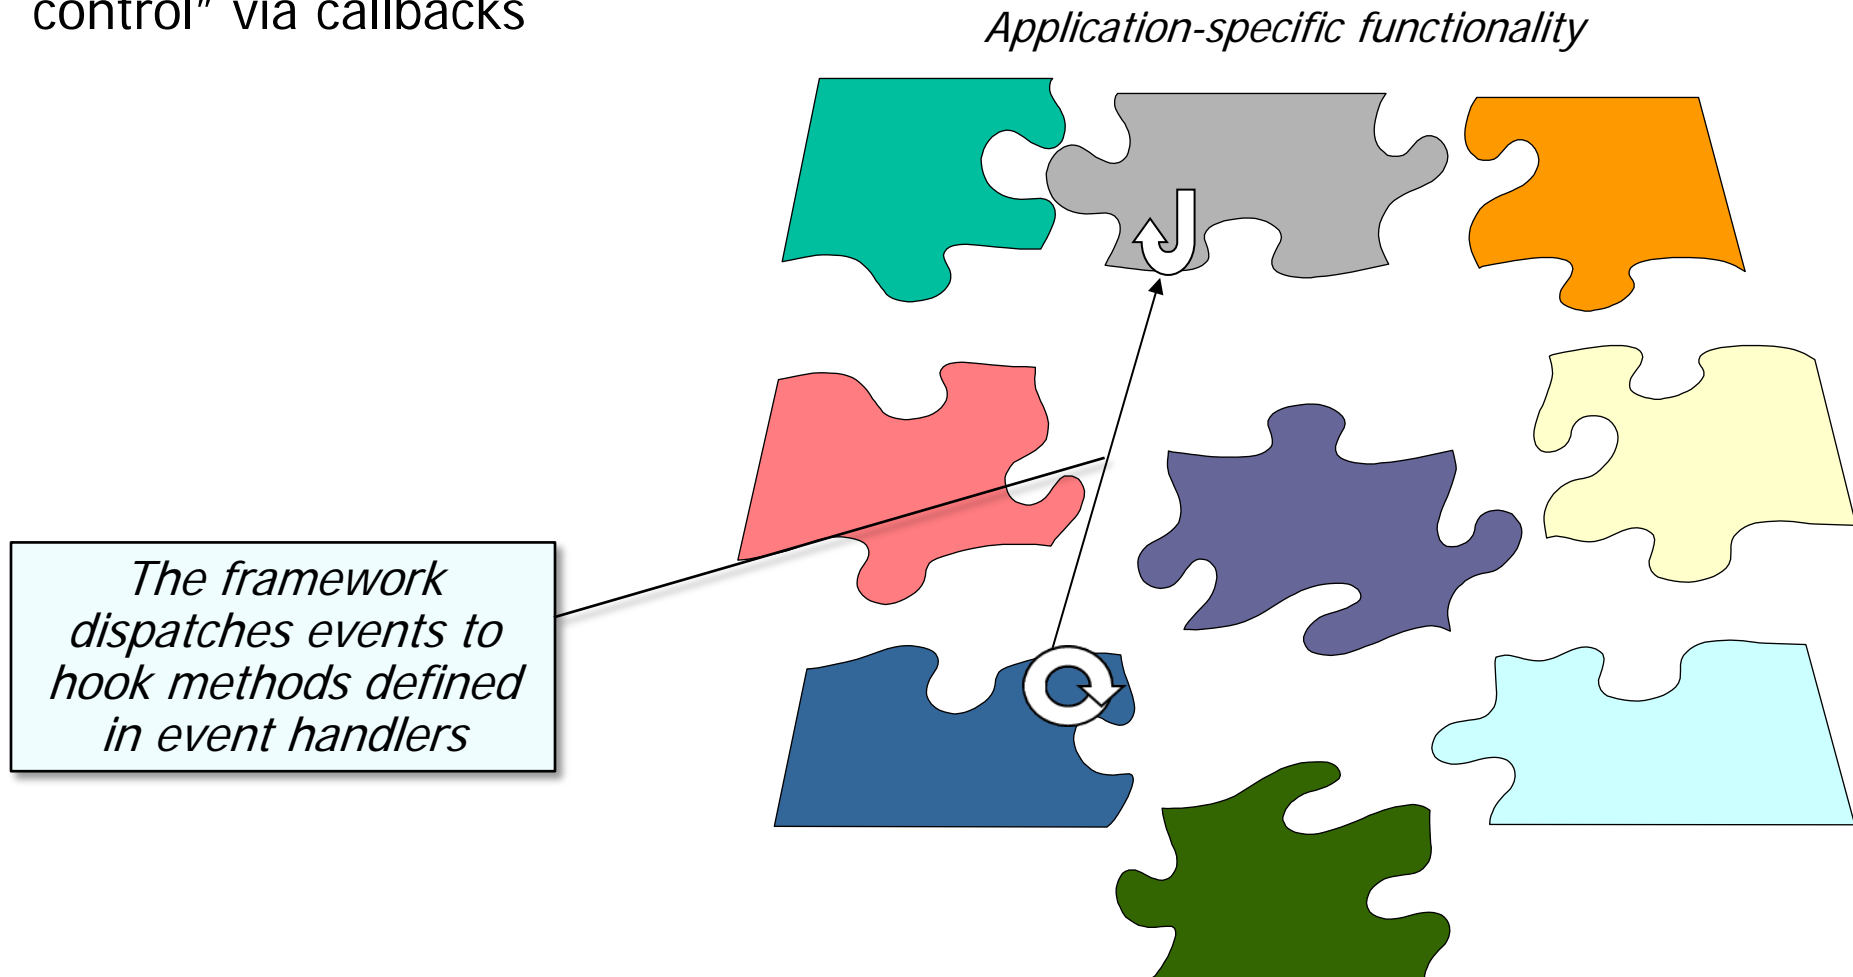 control” via callbacks
Application-specific functionality
The framework
dispatches events to
hook methods defined
in event handlers